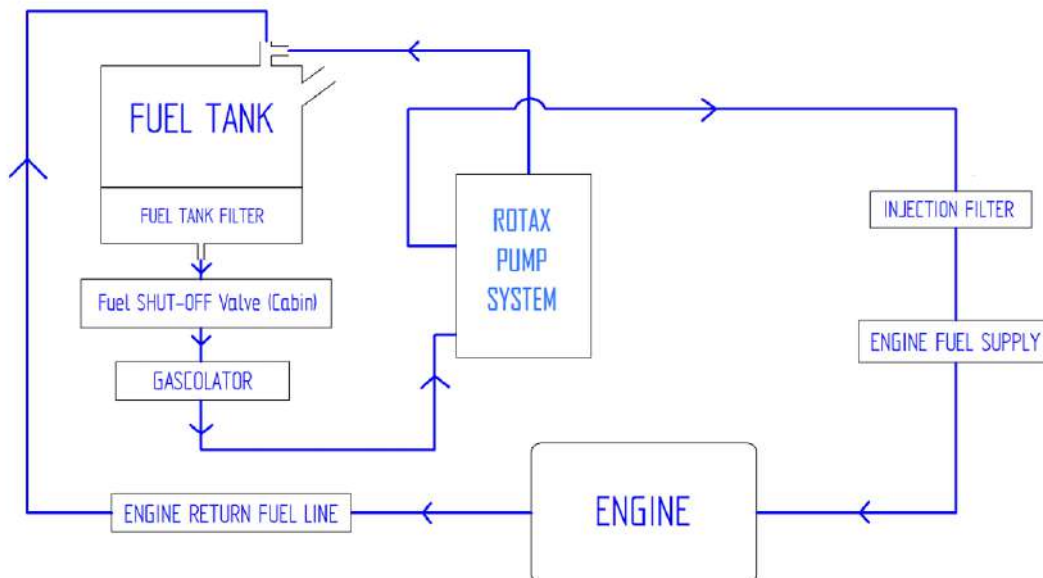 FUEL TANK
FUEL TANK FILTER
Fuel SHUT-OFF Valve (Cabin)
GASCOLATOR
ROTAX
PUMP
SYSTEM
INJECTION FILTER
ENGINE FUEL SUPPLY
ENGINE
ENGINE RETURN FUEL LINE